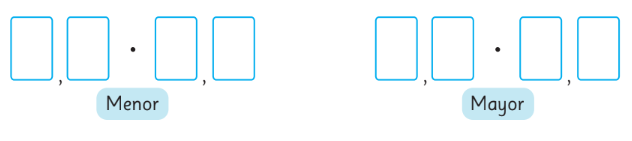 , · , , · ,
Menor Mayor